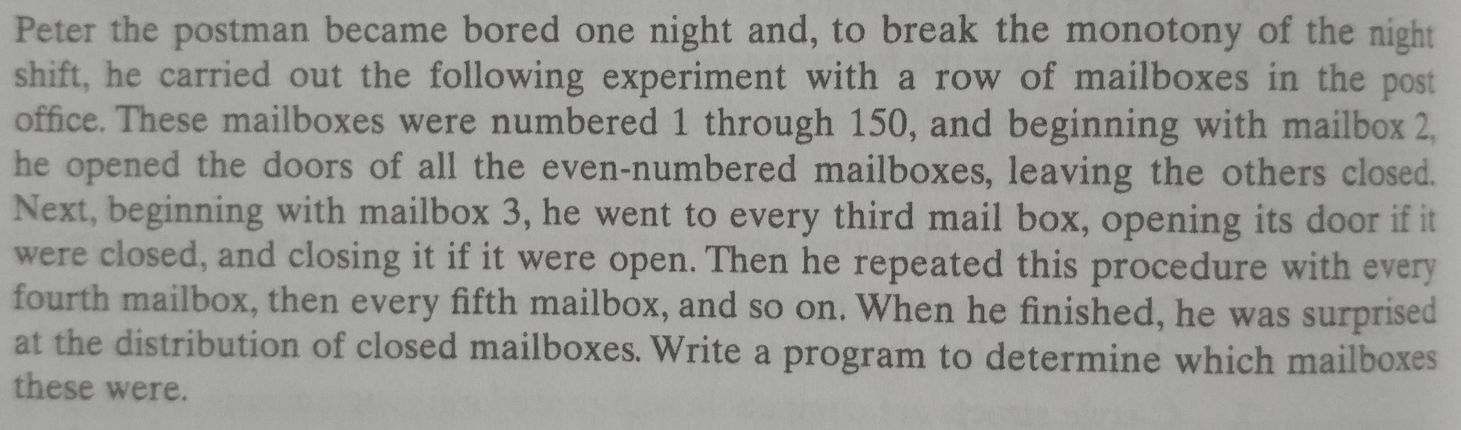 Peter the postman became bored one night and, to break the monotony of the night
shift, he carried out the following experiment with a row of mailboxes in the post
office. These mailboxes were numbered 1 through 150, and beginning with mailbox 2,
he opened the doors of all the even-numbered mailboxes, leaving the others closed.
Next, beginning with mailbox 3, he went to every third mail box, opening its door if it
were closed, and closing it if it were open. Then he repeated this procedure with every
fourth mailbox, then every fifth mailbox, and so on. When he finished, he was surprised
at the distribution of closed mailboxes. Write a program to determine which mailboxes
these were.